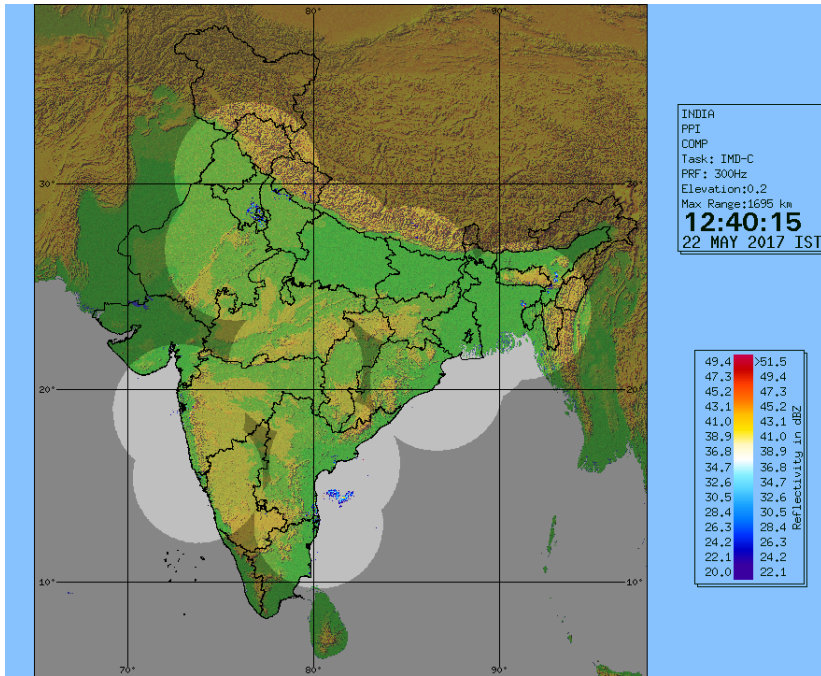 70° 80° 90°
30° 30°
20° 20°
10° 10°
70° 80° 90°
INDIA
PPI
COMP
Task: IMD-C
PRF: 300Hz
Elevation:0.2
Max Range:1695 km
12:40:15
22 MAY 2017 IST
49.4 >51.5
47.3 49.4
45.2 47.3
43.1 45.2
41.0 43.1
38.9 41.0
36.8 38.9
34.7 36.8
32.6 34.7
30.5 32.6
28.4 30.5
26.3 28.4
24.2 26.3
22.1 24.2
20.0 22.1
Reflectivity in dBZ